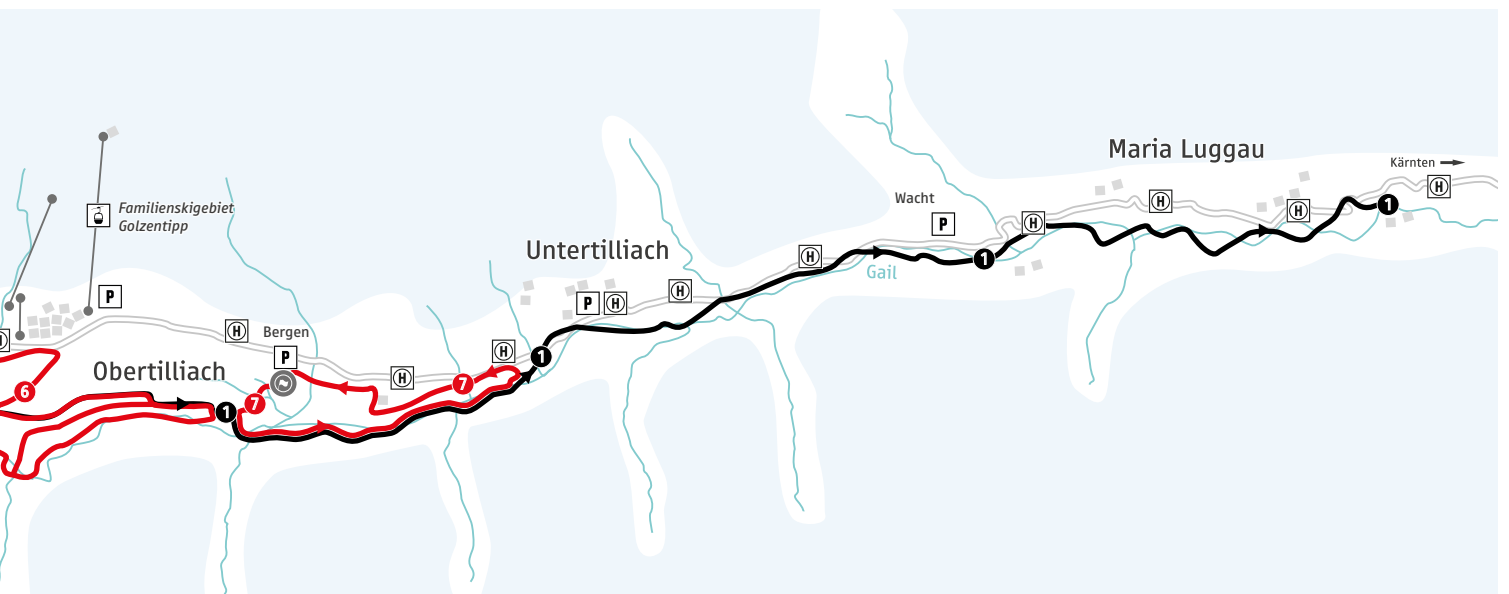 Maria Luggau
Kärnten
H
H
H
Wacht
P
H
Familienskigebiet
Golzentipp
Untertilliach
H
Gail
1
1
P
H
P
H
H
Bergen
P
H
1
Obertilliach
H
7
6
7
1